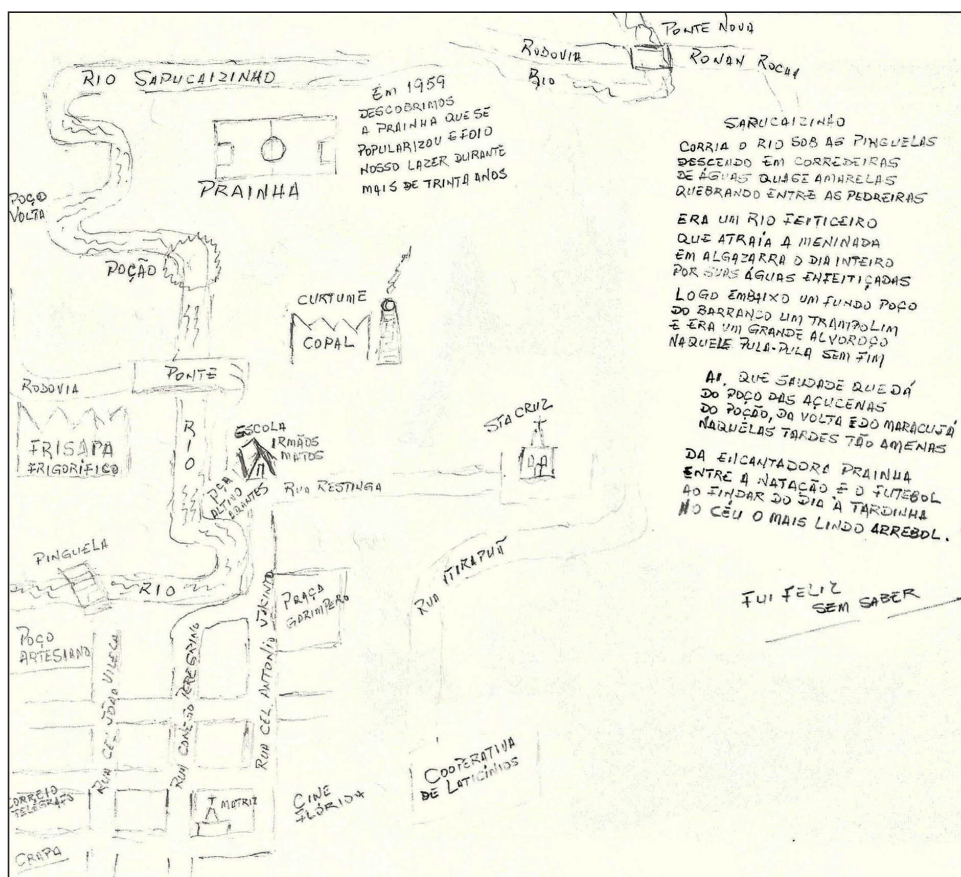 PONTE NOVA
RODOVIA
RONAN ROCHA
RIO
RIO SAPUCAIZINHO
EM 1959
DESCOBRIMOS
A PRAINHA QUE SE
POPULARIZOU E FOI O
NOSSO LAZER DURANTE
MAIS DE TRINTA ANOS
PRAINHA
POÇO
VOLTA
POÇÃO
CURTUME
COPAL
PONTE
RODOVIA
FRISAPA
FRIGORÍFICO
RIO
ESCOLA
IRMÃOS
MATOS
PÇA
ALTINO
ARANTES
RUA RESTINGA
STA CRUZ
PINGUELA
RIO
RUA ITIRAPUÃ
PRAÇA
GARIMPEIRO
POÇO
ARTESIANO
RUA CEL. JOÃO VILELA
RUA CONEGO PEREGRINO
RUA CEL. ANTONIO JACINTO
CORREIO
TELEGRAFO
MATRIZ
CINE
FLÓRIDA
COOPERATIVA
DE LATICÍNIOS
CRAPA
SAPUCAIZINHO
CORRIA O RIO SOB AS PINGUELAS
DESCENDO EM CORREDEIRAS
DE ÁGUAS QUASE AMARELAS
QUEBRANDO ENTRE AS PEDREIRAS
ERA UM RIO FEITICEIRO
QUE ATRAÍA A MENINADA
EM ALGAZARRA O DIA INTEIRO
POR SUAS ÁGUAS ENFEITIÇADAS
LOGO EMBAIXO UM FUNDO POÇO
DO BARRANCO UM TRAMPOLIM
E ERA UM GRANDE ALVOROÇO
NAQUELE PULA-PULA SEM FIM
AI, QUE SAUDADE QUE DÁ
DO POÇO DAS AÇUCENAS
DO POÇÃO, DA VOLTA E DO MARACUJÁ
NAQUELAS TARDES TÃO AMENAS
DA ENCANTADORA PRAINHA
ENTRE A NATAÇÃO E O FUTEBOL
AO FINDAR DO DIA À TARDINHA
NO CÉU O MAIS LINDO ARREBOL.
FUI FELIZ
SEM SABER